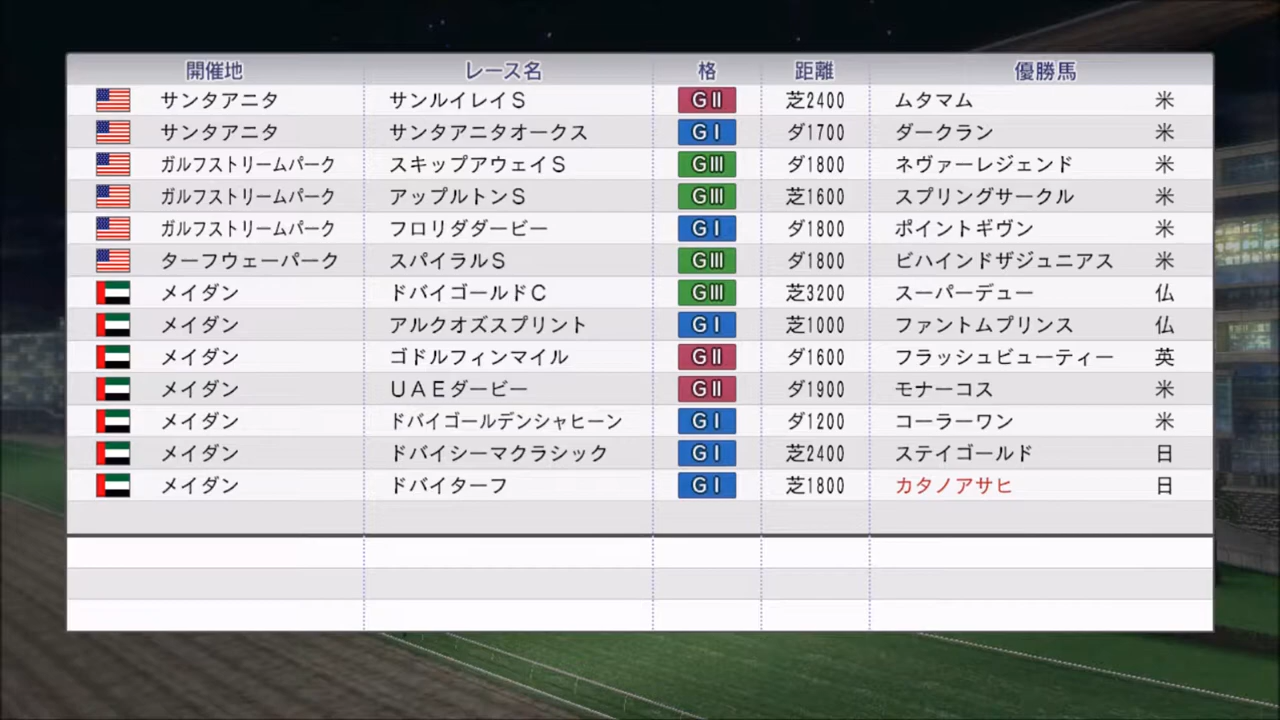 開催地 レース名 格 距離 優勝馬
サンタアニタ サンルイレイS GⅡ 芝2400 ムタマム 米
サンタアニタ サンタアニタオークス GⅠ ダ1700 ダークラン 米
ガルフストリームパーク スキップアウェイS GⅢ ダ1800 ネヴァーレジェンド 米
ガルフストリームパーク アップルトンS GⅢ 芝1600 スプリングサークル 米
ガルフストリームパーク フロリダダービー GⅠ ダ1800 ポイントギヴン 米
ターフウェーパーク スパイラルS GⅢ ダ1800 ビハインドザジュニアス 米
メイダン ドバイゴールドC GⅢ 芝3200 スーパーデュー 仏
メイダン アルクオズスプリント GⅠ 芝1000 ファントムプリンス 仏
メイダン ゴドルフィンマイル GⅡ ダ1600 フラッシュビューティー 英
メイダン UAEダービー GⅡ ダ1900 モナーコス 米
メイダン ドバイゴールデンシャヒーン GⅠ ダ1200 コーラーワン 米
メイダン ドバイシーマクラシック GⅠ 芝2400 ステイゴールド 日
メイダン ドバイターフ GⅠ 芝1800 カタノアサヒ 日